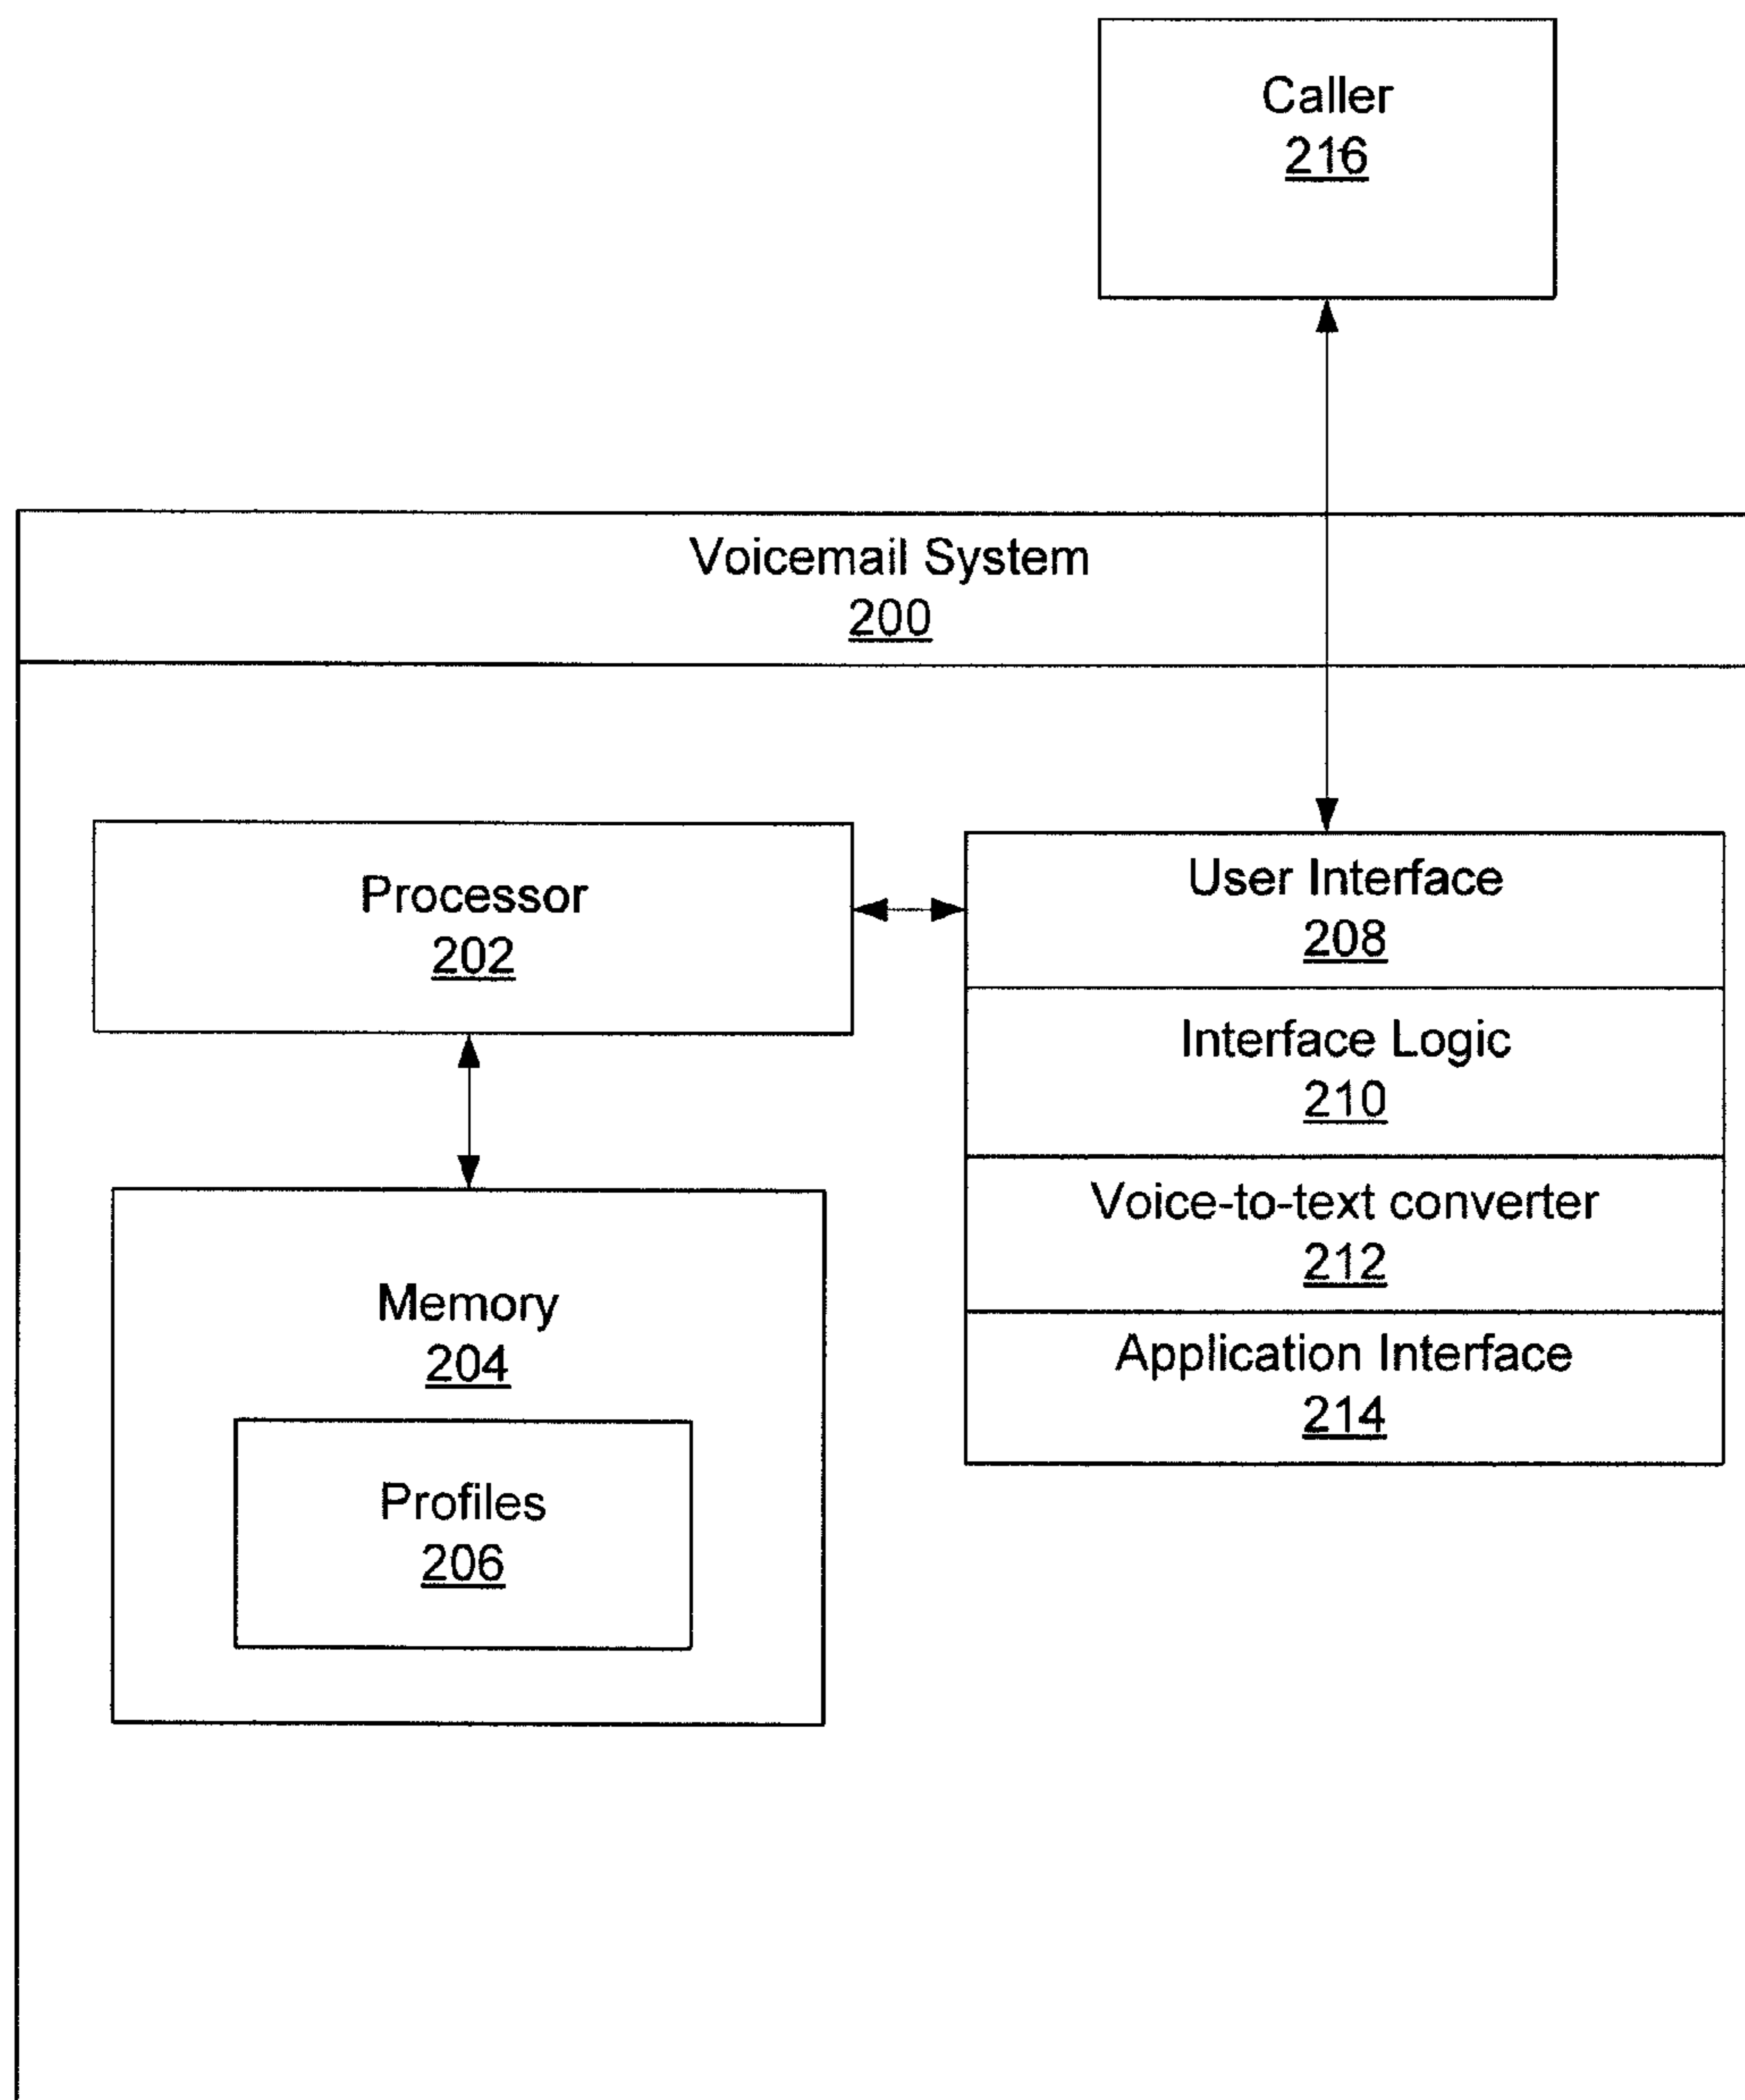 Caller
216
Voicemail System
200
Processor
202
User Interface
208
Interface Logic
210
Voice-to-text converter
212
Memory
204
Application Interface
214
Profiles
206